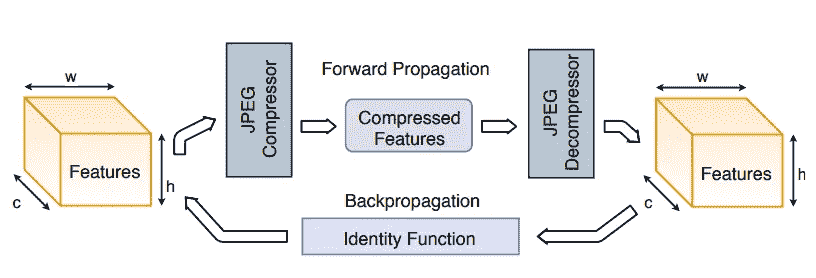 w
Features
h
c
JPEG
Compressor
Forward Propagation
Compressed
Features
JPEG
Decompressor
w
Features
h
c
Backpropagation
Identity Function